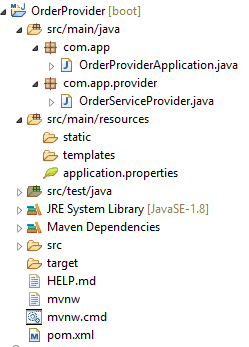 OrderProvider [boot]
src/main/java
com.app
OrderProviderApplication.java
com.app.provider
OrderServiceProvider.java
src/main/resources
static
templates
application.properties
src/test/java
JRE System Library [JavaSE-1.8]
Maven Dependencies
src
target
HELP.md
mvnw
mvnw.cmd
pom.xml